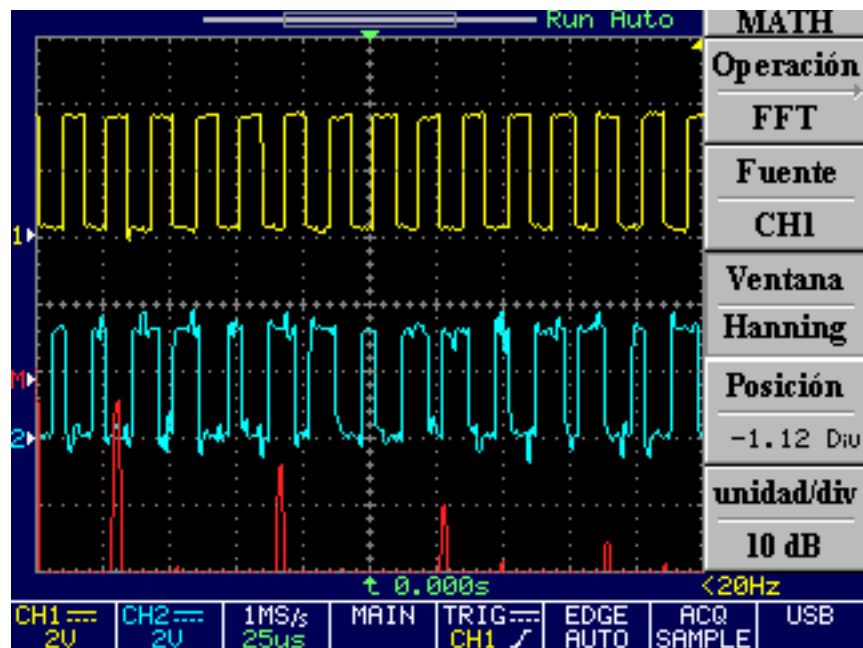 Run Auto
MATH
Operación
FFT
Fuente
CH1
Ventana
Hanning
Posición
-1.12 Div
unidad/div
10 dB
1
M
2
0.000s
<20Hz
CH1 CH2 1MS/s MAIN TRIG EDGE ACQ USB
2V 2V 25us CH1 AUTO SAMPLE